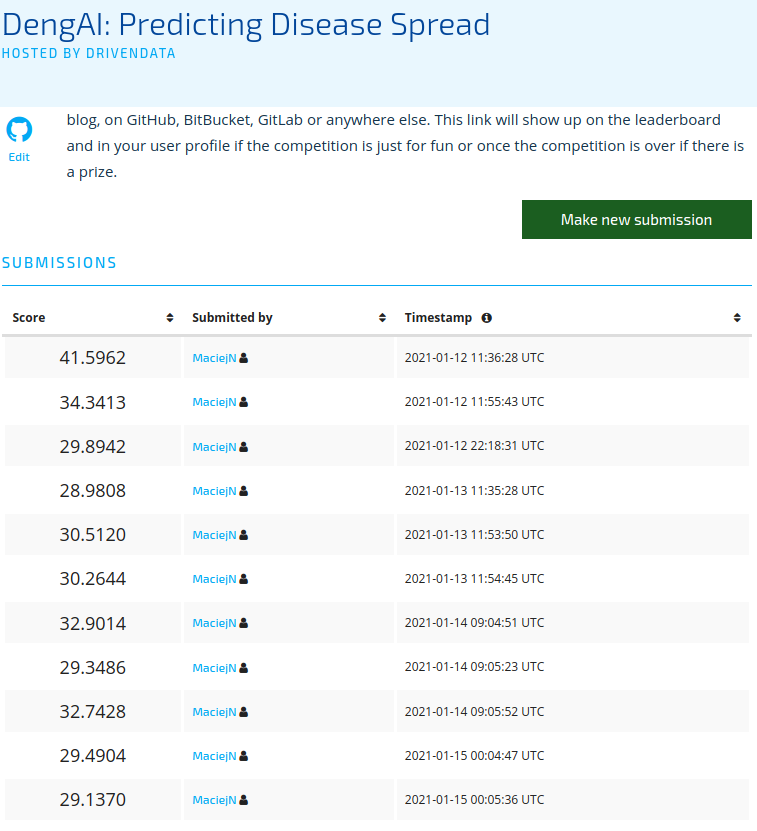 DengAI: Predicting Disease Spread
HOSTED BY DRIVENDATA
blog, on GitHub, BitBucket, GitLab or anywhere else. This link will show up on the leaderboard
Edit
and in your user profile if the competition is just for fun or once the competition is over if there is
a prize.
Make new submission
SUBMISSIONS
Score Submitted by Timestamp
41.5962 MaciejN 2021-01-12 11:36:28 UTC
34.3413 MaciejN 2021-01-12 11:55:43 UTC
29.8942 MaciejN 2021-01-12 22:18:31 UTC
28.9808 MaciejN 2021-01-13 11:35:28 UTC
30.5120 MaciejN 2021-01-13 11:53:50 UTC
30.2644 MaciejN 2021-01-13 11:54:45 UTC
32.9014 MaciejN 2021-01-14 09:04:51 UTC
29.3486 MaciejN 2021-01-14 09:05:23 UTC
32.7428 MaciejN 2021-01-14 09:05:52 UTC
29.4904 MaciejN 2021-01-15 00:04:47 UTC
29.1370 MaciejN 2021-01-15 00:05:36 UTC